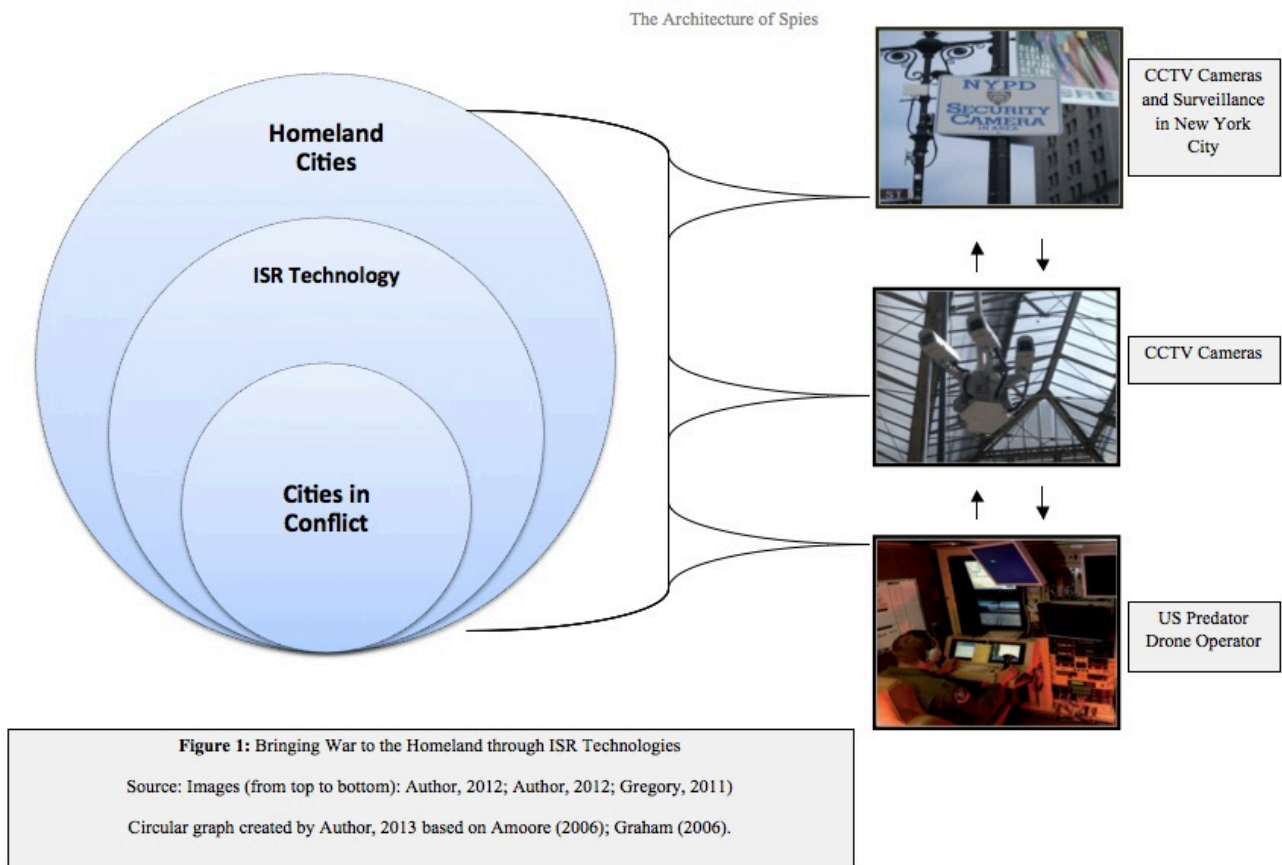 The Architecture of Spies
Homeland
Cities
ISR Technology
Cities in
Conflict
NYPD
SECURITY
CAMERA
IN AREA
ST
CCTV Cameras
and Surveillance
in New York
City
CCTV Cameras
US Predator
Drone Operator
Figure 1: Bringing War to the Homeland through ISR Technologies
Source: Images (from top to bottom): Author, 2012; Author, 2012; Gregory, 2011)
Circular graph created by Author, 2013 based on Amoore (2006); Graham (2006).